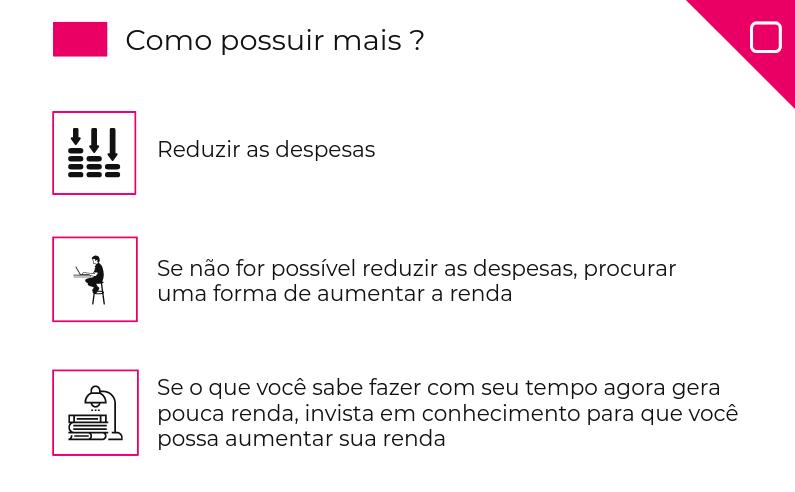 Como possuir mais ?
Reduzir as despesas
Se não for possível reduzir as despesas, procurar
uma forma de aumentar a renda
Se o que você sabe fazer com seu tempo agora gera
pouca renda, invista em conhecimento para que você
possa aumentar sua renda